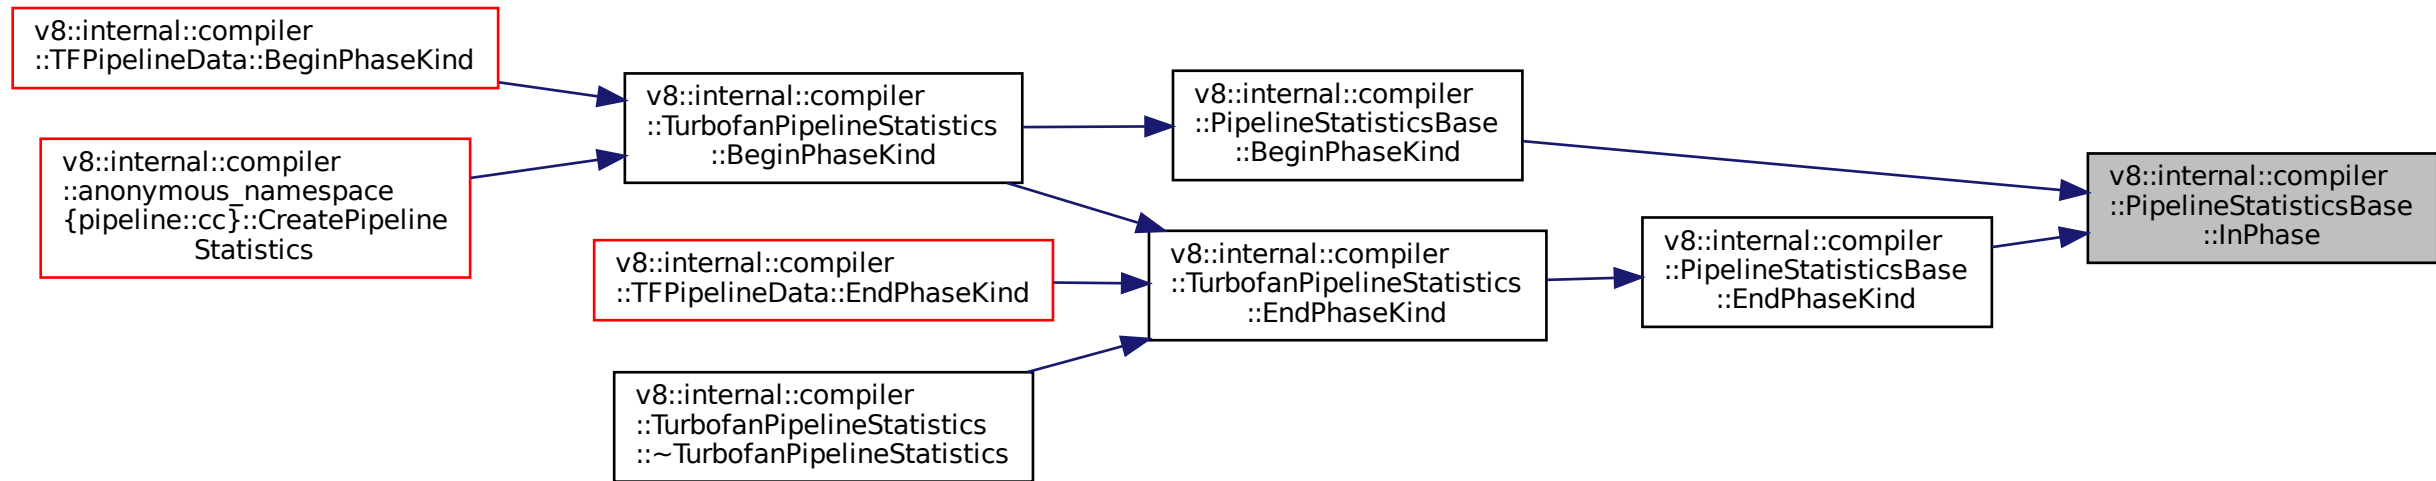 v8::internal::compiler
::TFPipelineData::BeginPhaseKind
v8::internal::compiler
::anonymous_namespace
{pipeline::cc}::CreatePipeline
Statistics
v8::internal::compiler
::TurbofanPipelineStatistics
::BeginPhaseKind
v8::internal::compiler
::TFPipelineData::EndPhaseKind
v8::internal::compiler
::TurbofanPipelineStatistics
::~TurbofanPipelineStatistics
v8::internal::compiler
::PipelineStatisticsBase
::BeginPhaseKind
v8::internal::compiler
::TurbofanPipelineStatistics
::EndPhaseKind
v8::internal::compiler
::PipelineStatisticsBase
::EndPhaseKind
v8::internal::compiler
::PipelineStatisticsBase
::InPhase